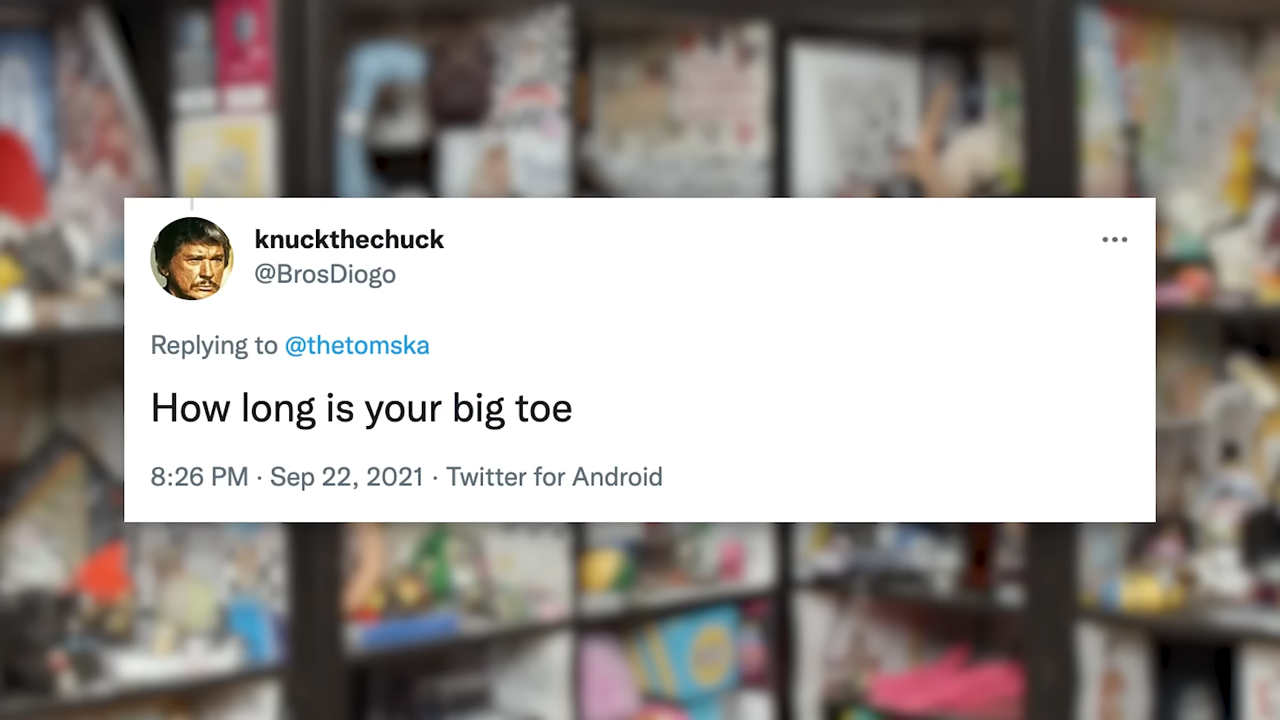 knuckthechuck
@BrosDiogo
Replying to @thetomska
How long is your big toe
8:26 PM · Sep 22, 2021 · Twitter for Android